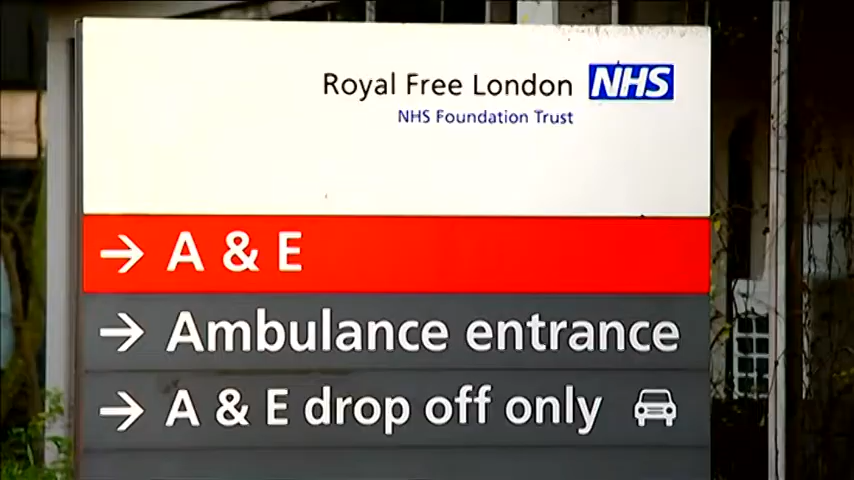 Royal Free London NHS
NHS Foundation Trust
→ A & E
→ Ambulance entrance
→ A & E drop off only